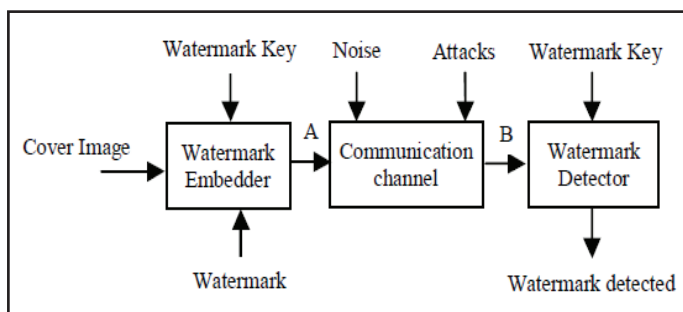 Watermark Key
Noise
Attacks
Watermark Key
Cover Image
Watermark
Embedder
A
Communication
channel
B
Watermark
Detector
Watermark
Watermark detected